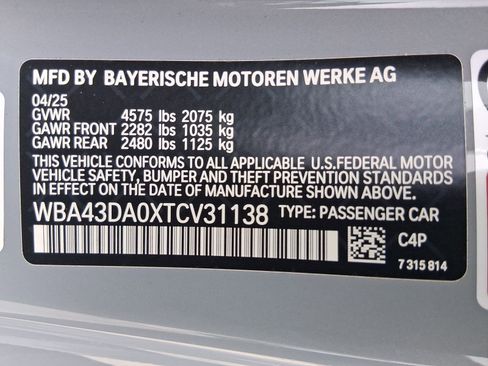 MFD BY BAYERISCHE MOTOREN WERKE AG
04/25
GVWR 4575 lbs 2075 kg
GAWR FRONT 2282 lbs 1035 kg
GAWR REAR 2480 lbs 1125 kg
THIS VEHICLE CONFORMS TO ALL APPLICABLE U.S.FEDERAL MOTOR
VEHICLE SAFETY, BUMPER AND THEFT PREVENTION STANDARDS
IN EFFECT ON THE DATE OF MANUFACTURE SHOWN ABOVE.
WBA43DA0XTCV31138 TYPE: PASSENGER CAR
C4P
7 315 814